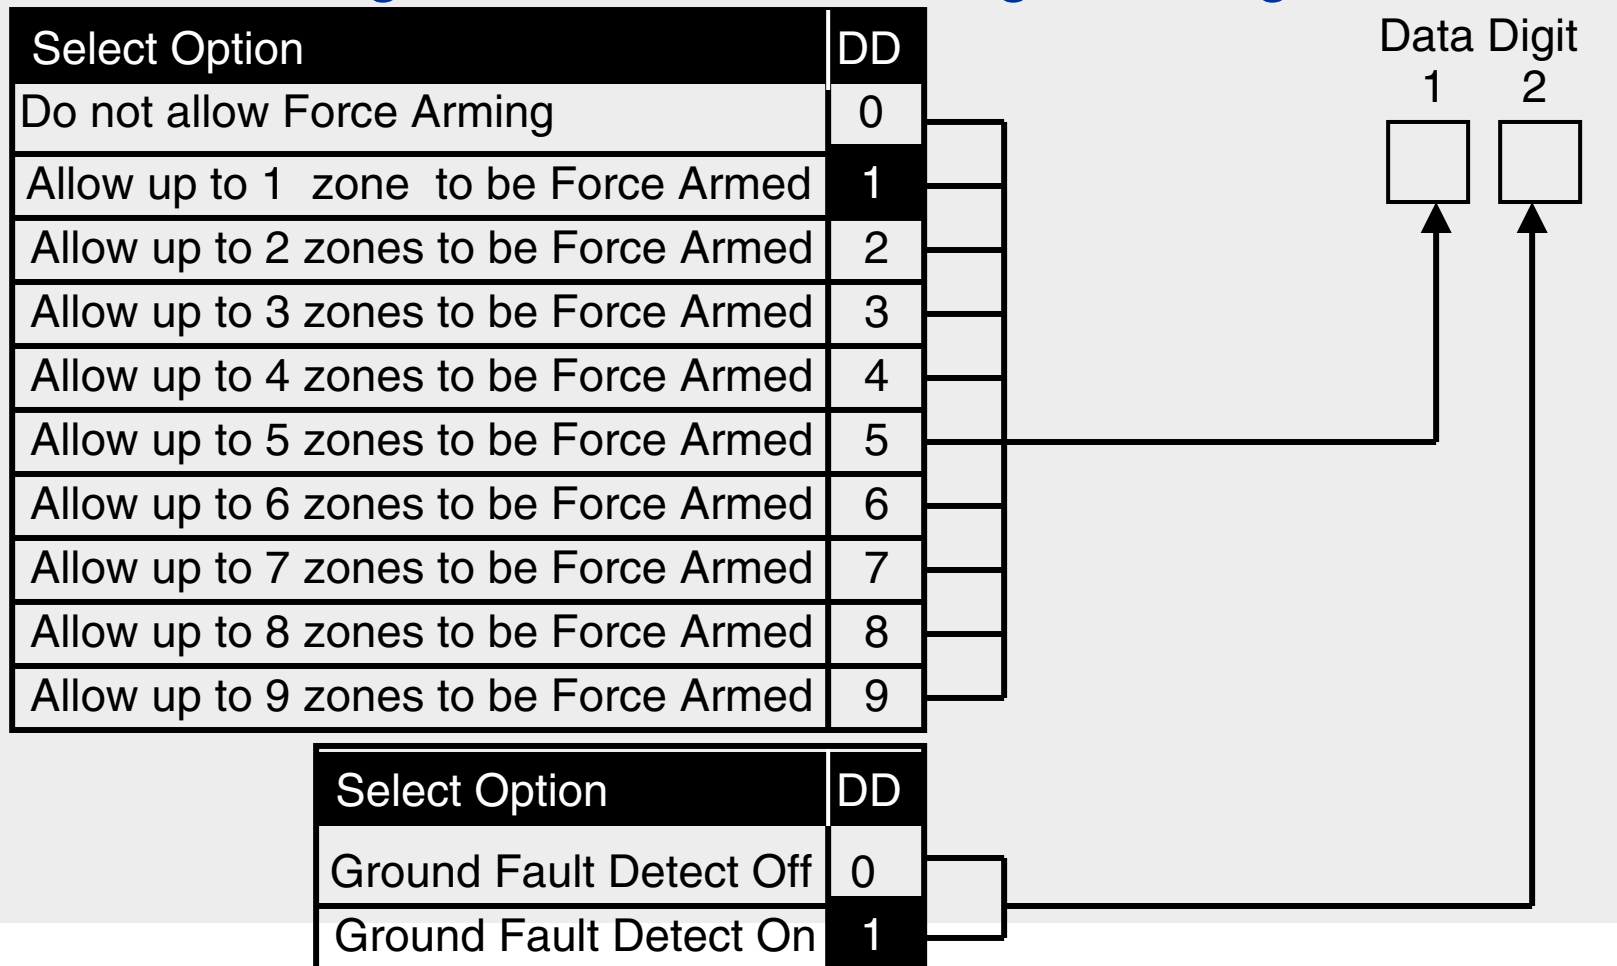 Select Option DD
Do not allow Force Arming 0
Allow up to 1 zone to be Force Armed 1
Allow up to 2 zones to be Force Armed 2
Allow up to 3 zones to be Force Armed 3
Allow up to 4 zones to be Force Armed 4
Allow up to 5 zones to be Force Armed 5
Allow up to 6 zones to be Force Armed 6
Allow up to 7 zones to be Force Armed 7
Allow up to 8 zones to be Force Armed 8
Allow up to 9 zones to be Force Armed 9
Data Digit
1 2
Select Option DD
Ground Fault Detect Off 0
Ground Fault Detect On 1